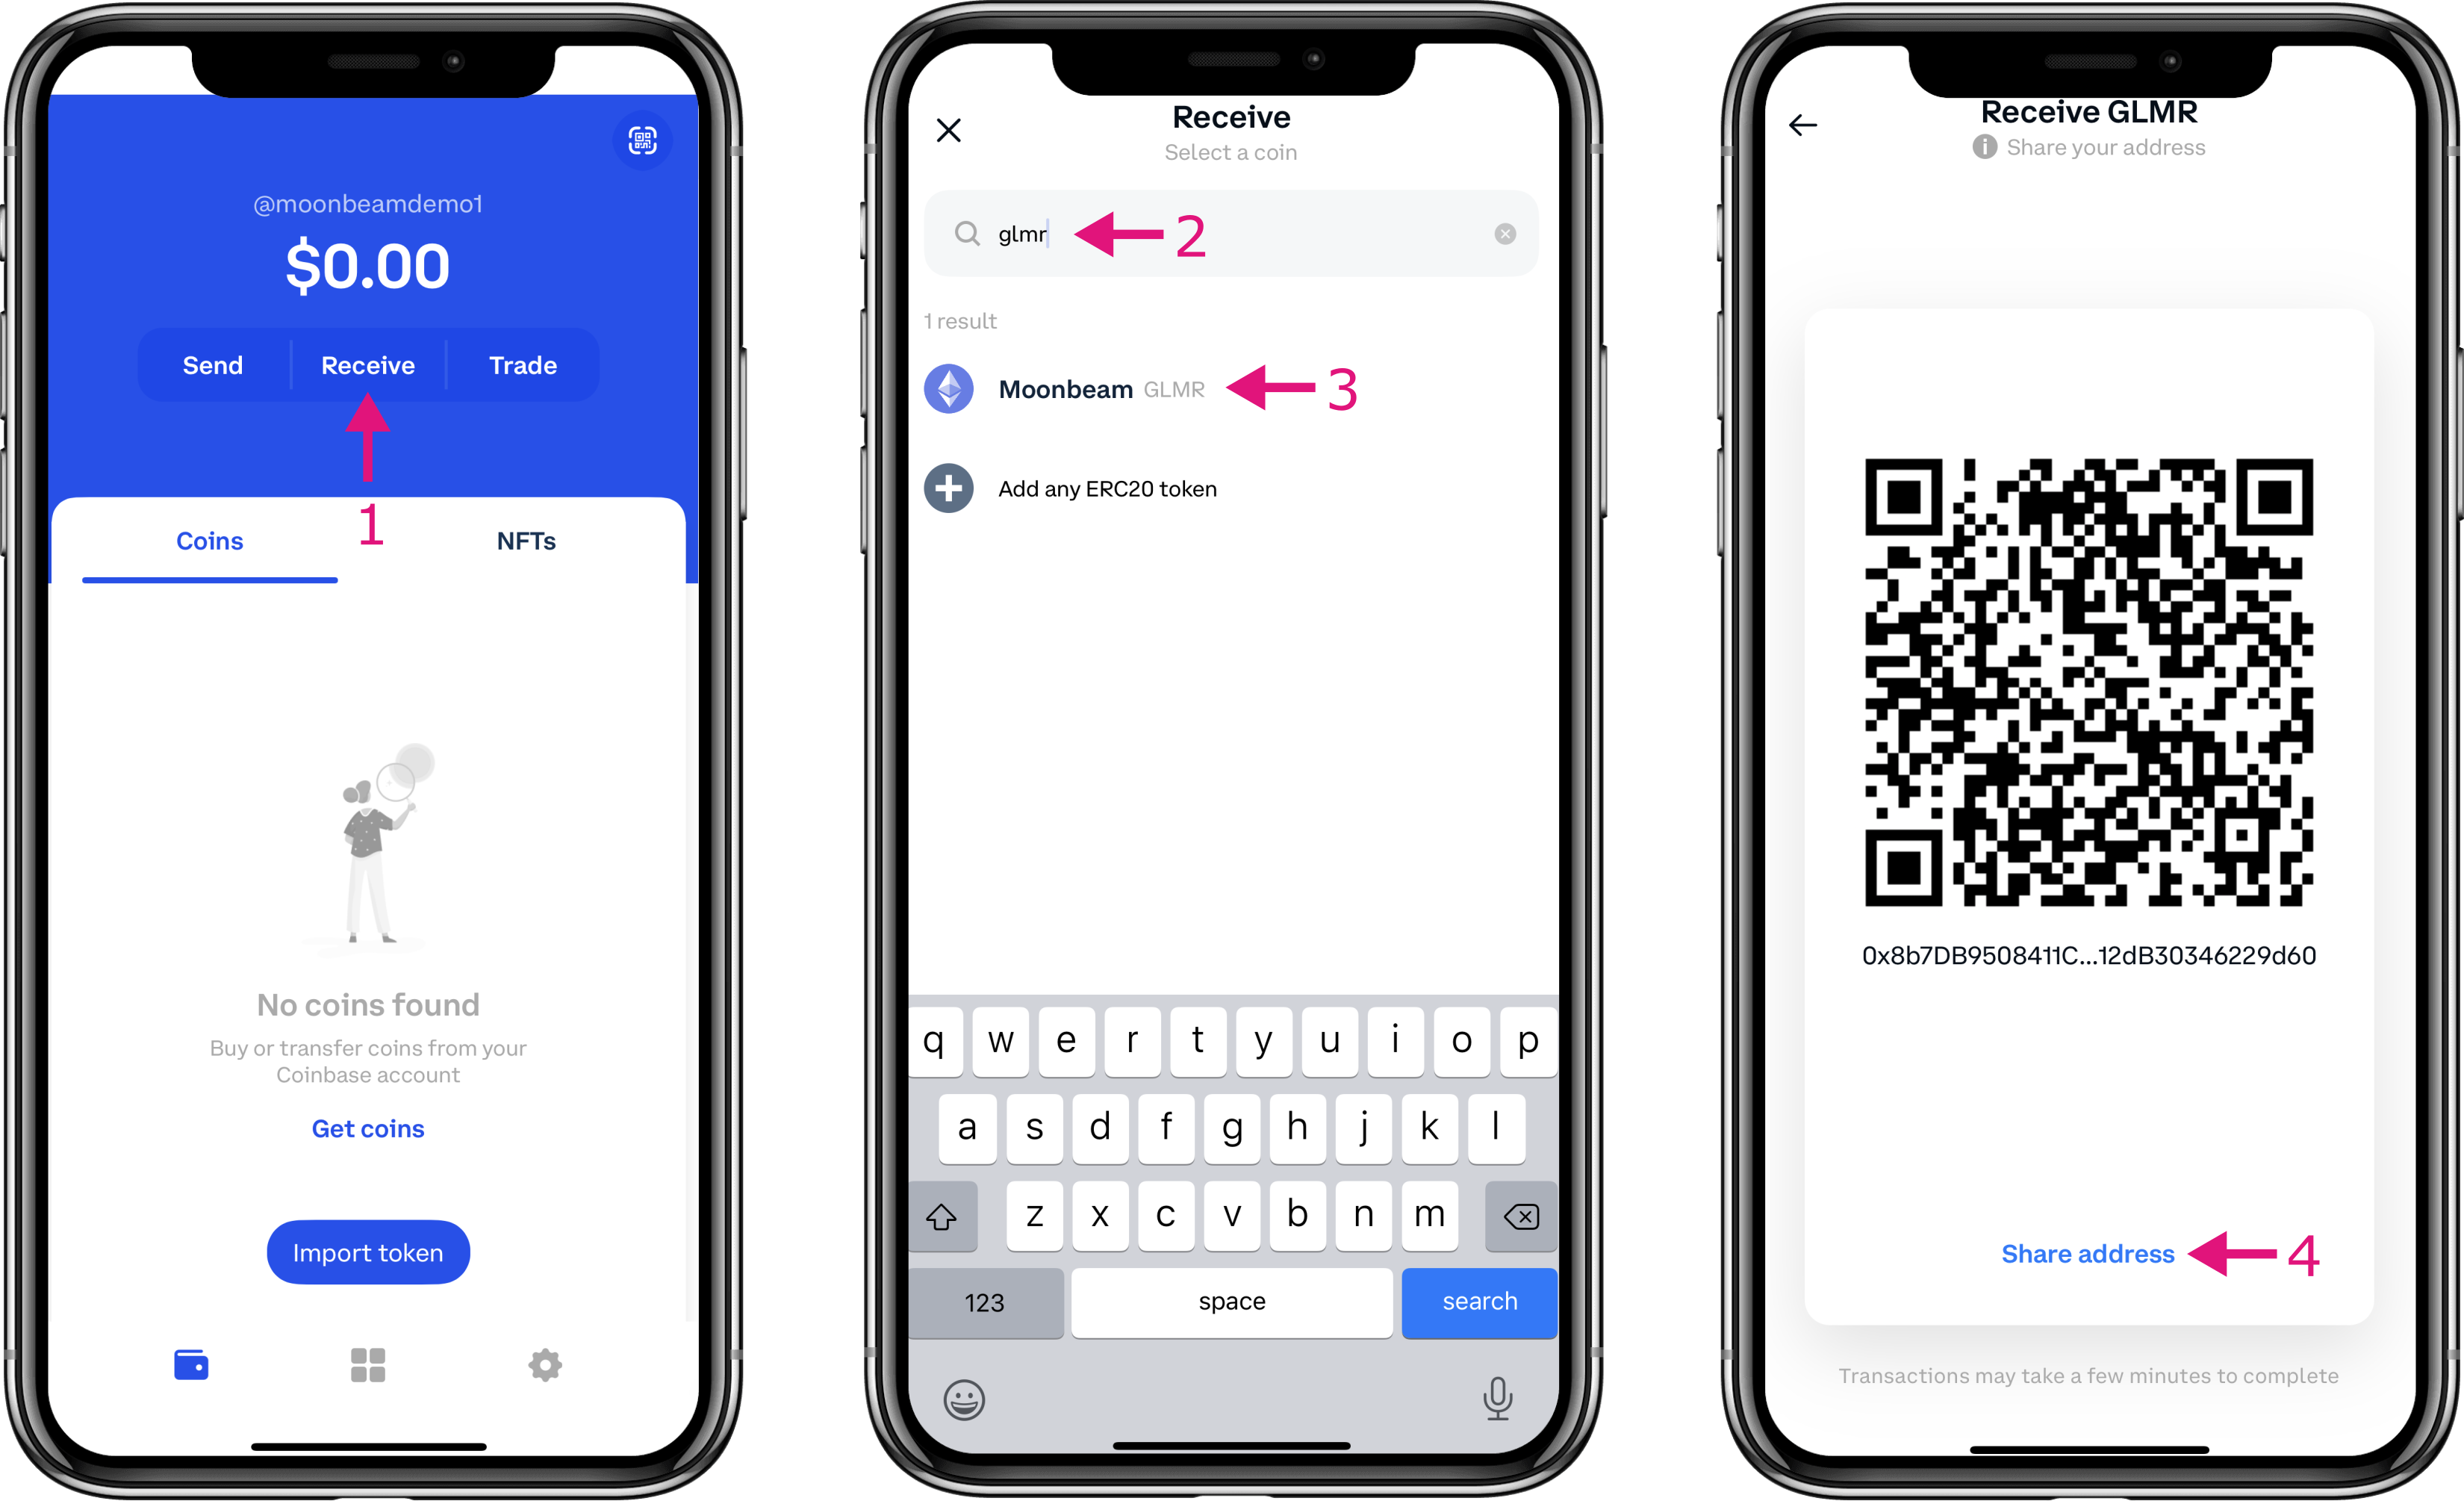 @moonbeamdemo1
$0.00
Send
Receive
Trade
1
Coins
NFTs
No coins found
Buy or transfer coins from your
Coinbase account
Get coins
Import token
Receive
Select a coin
glmr
2
1 result
Moonbeam GLMR
3
Add any ERC20 token
q w e r t y u i o p
a s d f g h j k l
z x c v b n m
123
space
search
Receive GLMR
Share your address
0x8b7DB9508411C...12dB30346229d60
Share address
4
Transactions may take a few minutes to complete